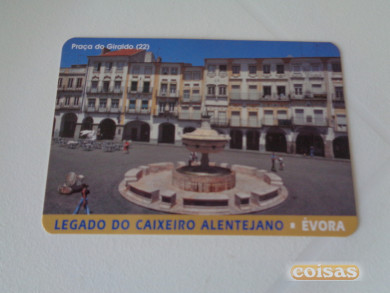 Praça do Giraldo (22)
LEGADO DO CAIXEIRO ALENTEJANO • ÉVORA
coisas